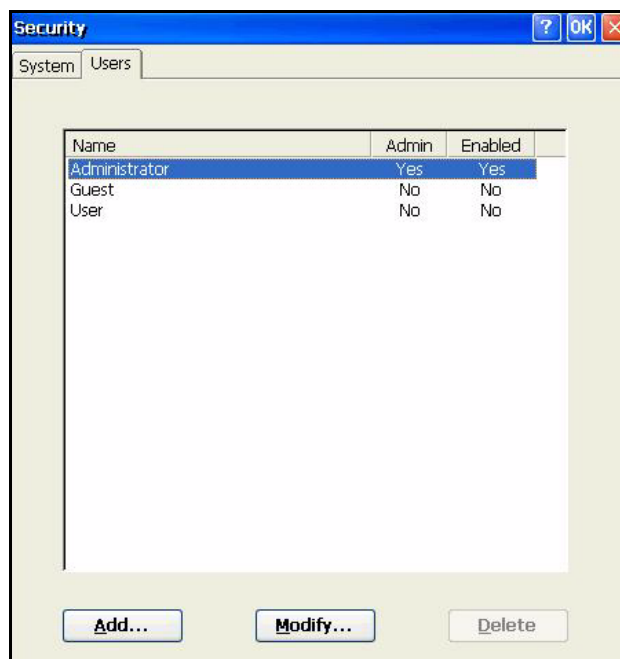 Security ? OK X
System Users
Name Admin Enabled
Administrator Yes Yes
Guest No No
User No No
Add... Modify... Delete